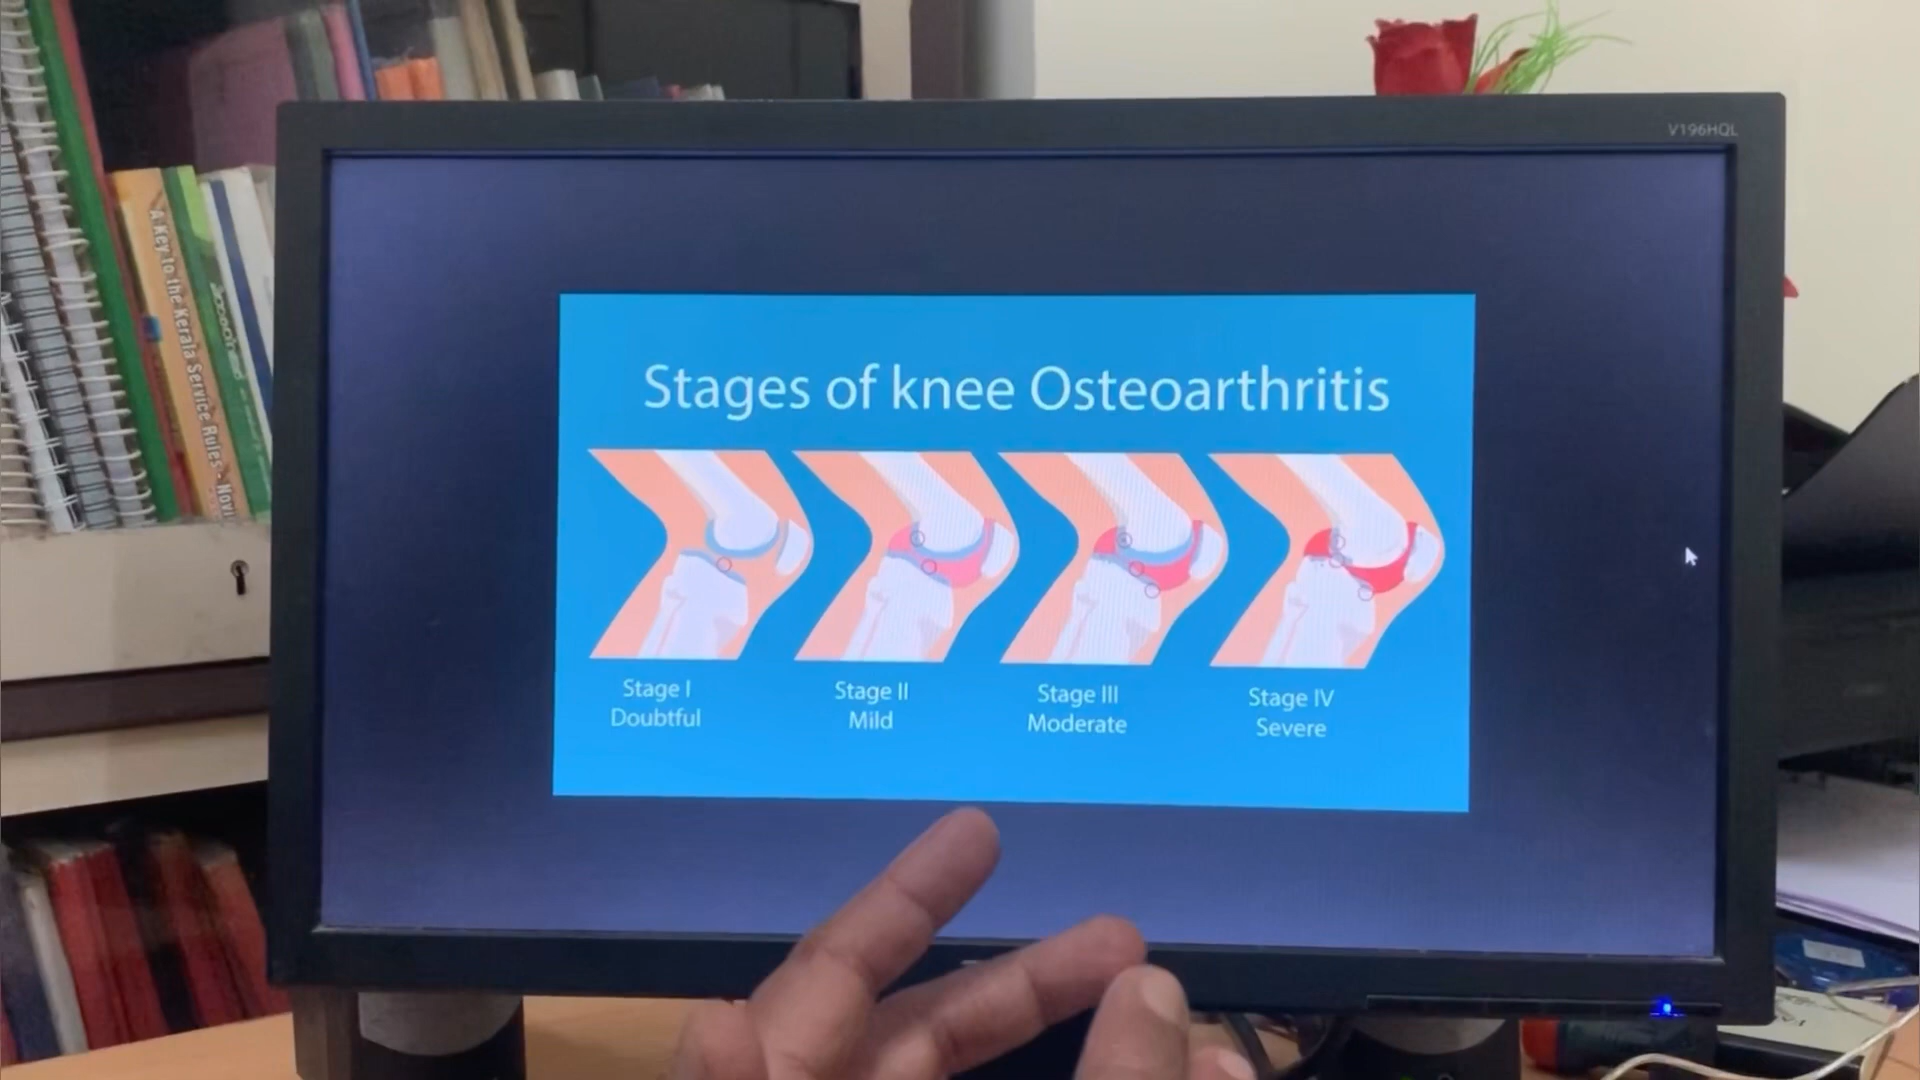 V196HQL
A Key to the Kerala Service Rules - Novi
Stages of knee Osteoarthritis
Stage I
Doubtful
Stage II
Mild
Stage III
Moderate
Stage IV
Severe